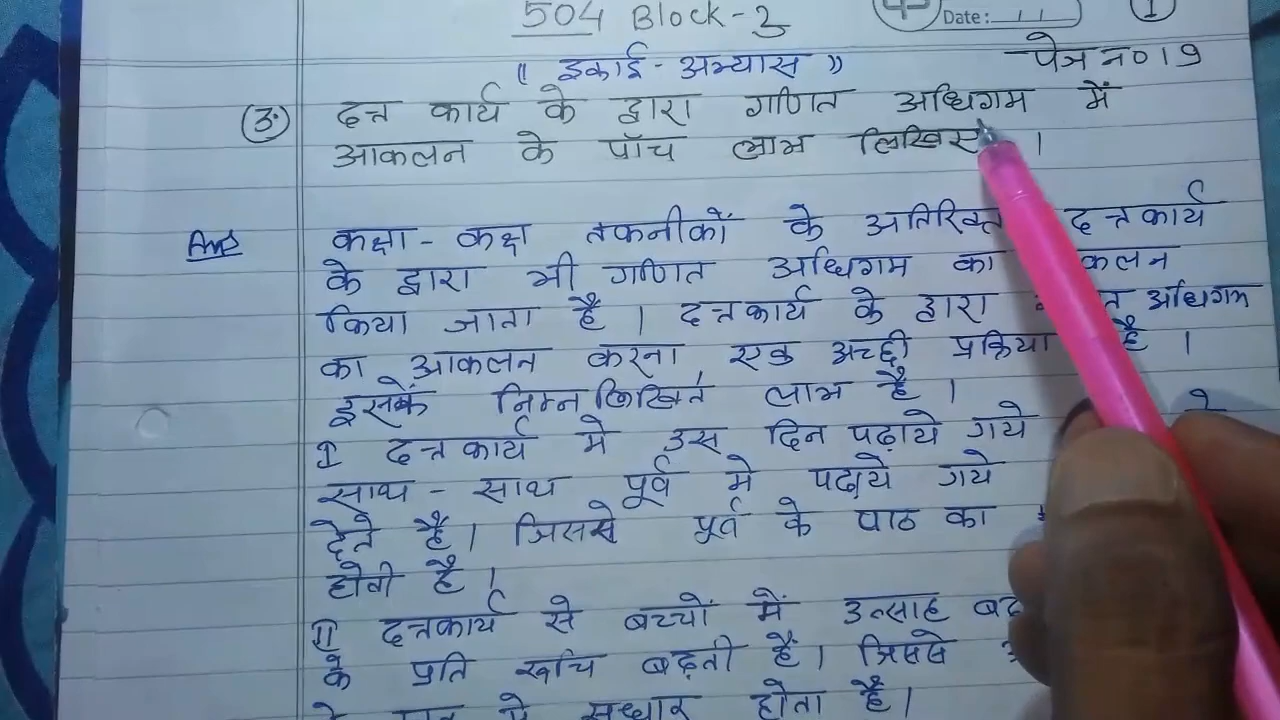 504 Block-2
Date: / /
1
" इकाई - अभ्यास "
पेज न० 19
(3.) दत्त कार्य के द्वारा गणित अधिगम में
आकलन के पाँच लाभ लिखिए ।
Ans कक्षा - कक्ष तकनीकों के अतिरिक्त दत्तकार्य
के द्वारा भी गणित अधिगम का कलन
किया जाता है । दत्तकार्य के द्वारा त अधिगम
का आकलन करना एक अच्छी प्रक्रिया है ।
इसके निम्नलिखित लाभ है ।
I दत्तकार्य मे उस दिन पढ़ाये गये
साथ - साथ पूर्व मे पढाये गये
देते है । जिससे पूर्व के पाठ का
होती है ।
II दत्तकार्य से बच्चों में उत्साह
के प्रति रूचि बढ़ती है । जिससे
मे सुधार होता है ।